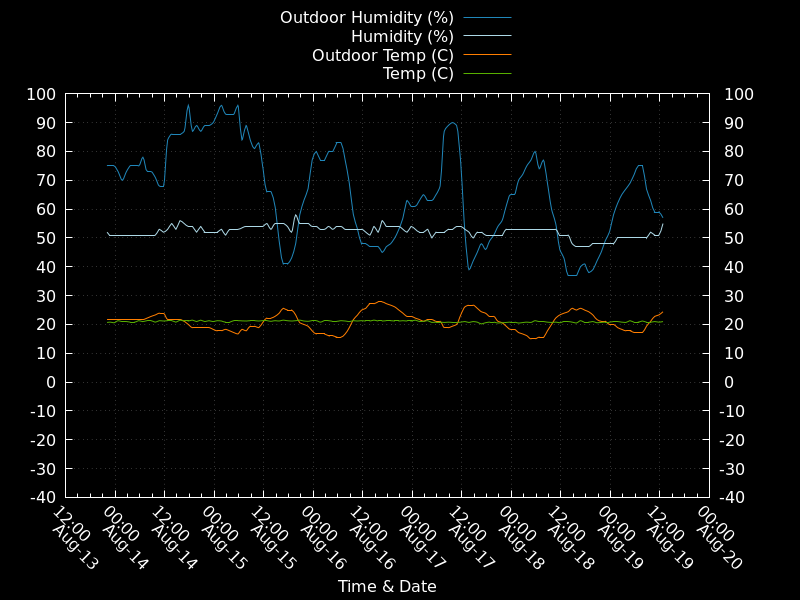 Outdoor Humidity (%)
Humidity (%)
Outdoor Temp (C)
Temp (C)
100 100
90 90
80 80
70 70
60 60
50 50
40 40
30 30
20 20
10 10
0 0
-10 -10
-20 -20
-30 -30
-40 -40
12:00 Aug-13
00:00 Aug-14
12:00 Aug-14
00:00 Aug-15
12:00 Aug-15
00:00 Aug-16
12:00 Aug-16
00:00 Aug-17
12:00 Aug-17
00:00 Aug-18
12:00 Aug-18
00:00 Aug-19
12:00 Aug-19
00:00 Aug-20
Time & Date